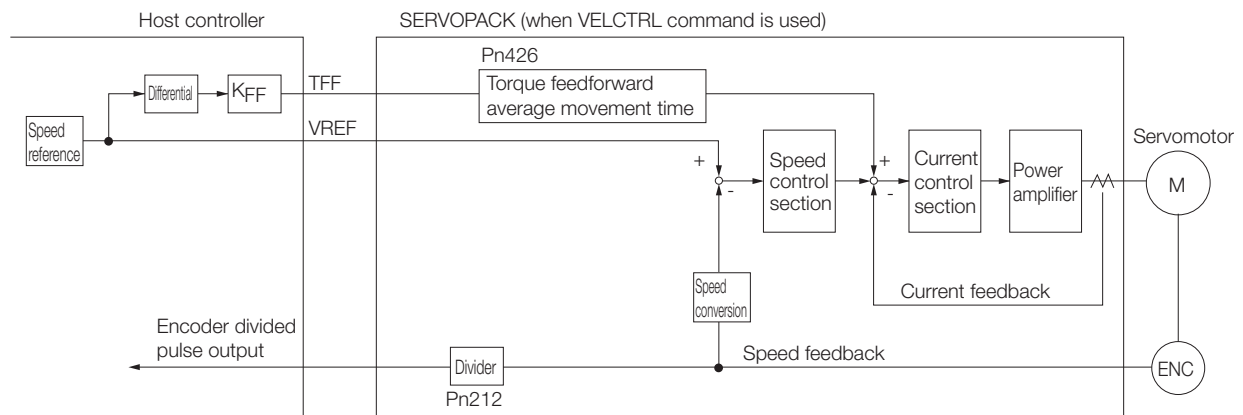 Host controller
SERVOPACK (when VELCTRL command is used)
Pn426
Differential
KFF
TFF
Torque feedforward
average movement time
Speed
reference
VREF
+
-
Speed
control
section
+
-
Current
control
section
Power
amplifier
Servomotor
M
Speed
conversion
Current feedback
Encoder divided
pulse output
Divider
Pn212
Speed feedback
ENC